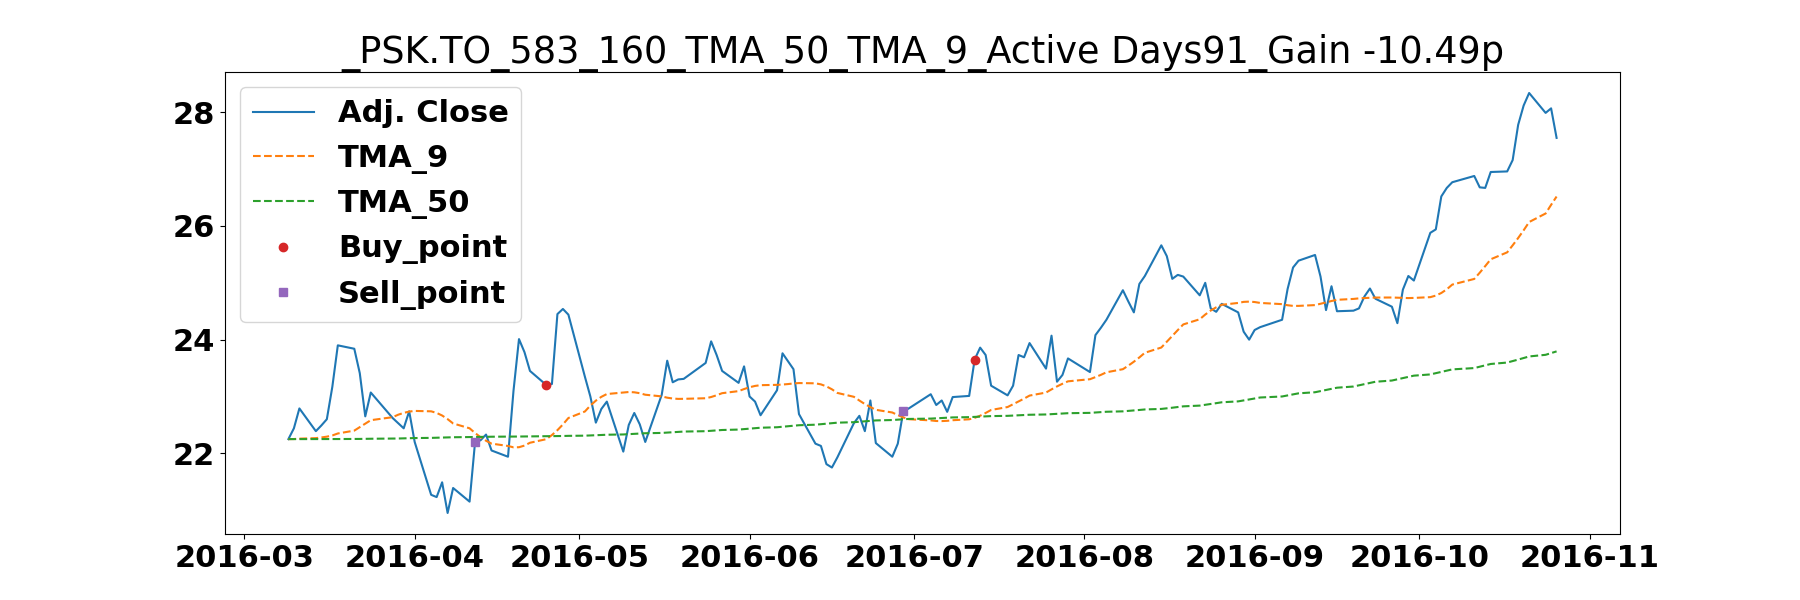 _PSK.TO_583_160_TMA_50_TMA_9_Active Days91_Gain -10.49p
Adj. Close
TMA_9
TMA_50
Buy_point
Sell_point
28
26
24
22
2016-03 2016-04 2016-05 2016-06 2016-07 2016-08 2016-09 2016-10 2016-11